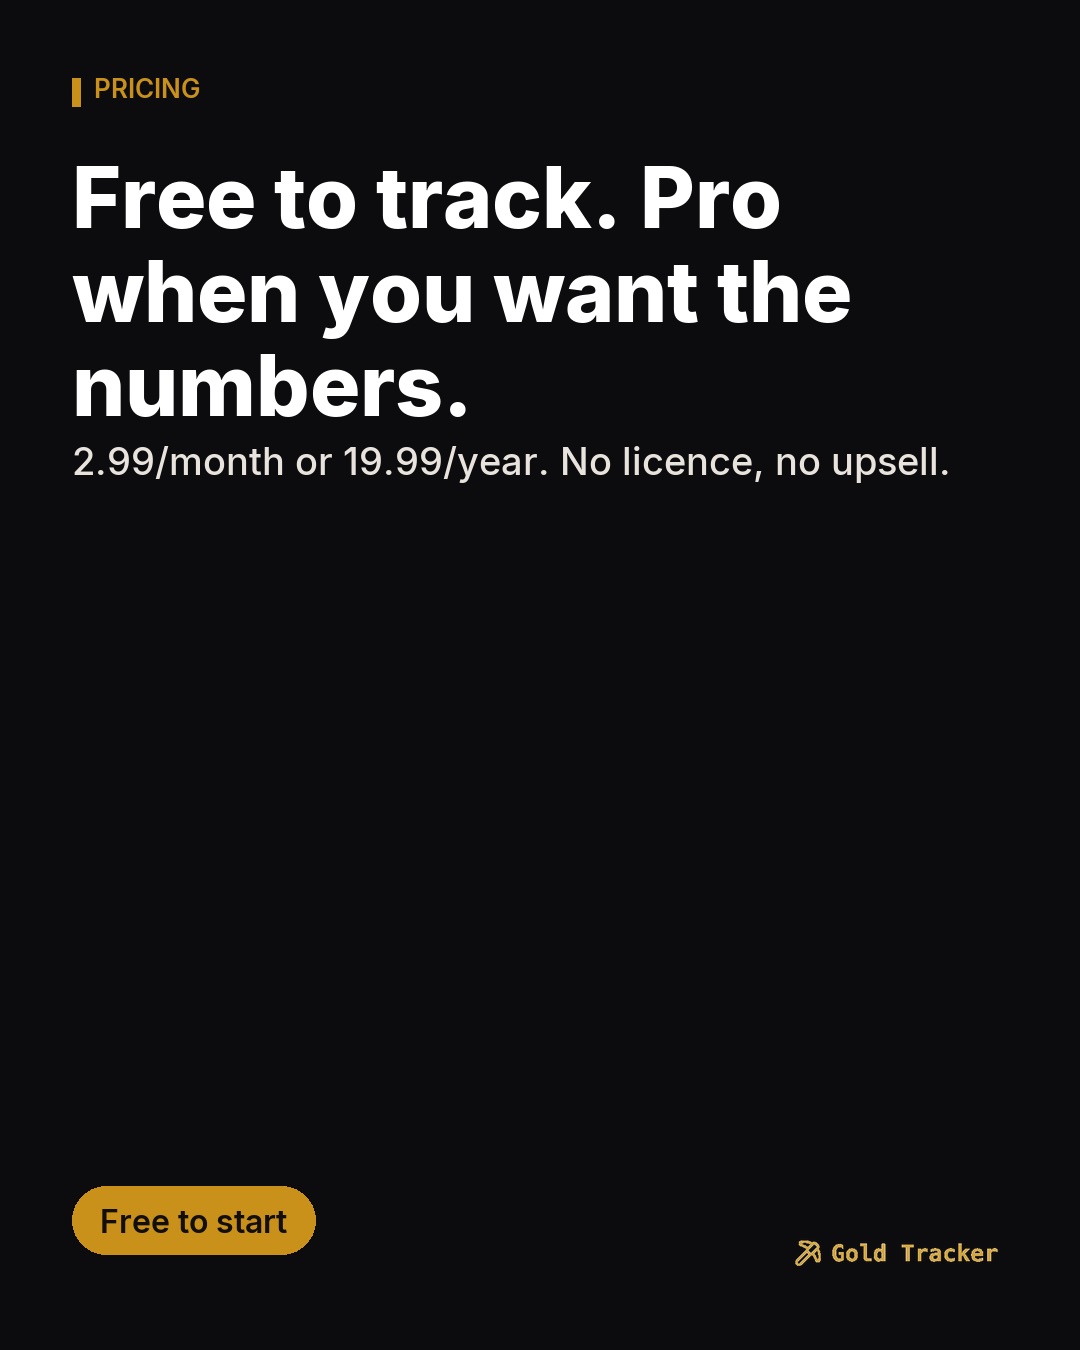 PRICING
Free to track. Pro
when you want the
numbers.
2.99/month or 19.99/year. No licence, no upsell.
Free to start
Gold Tracker